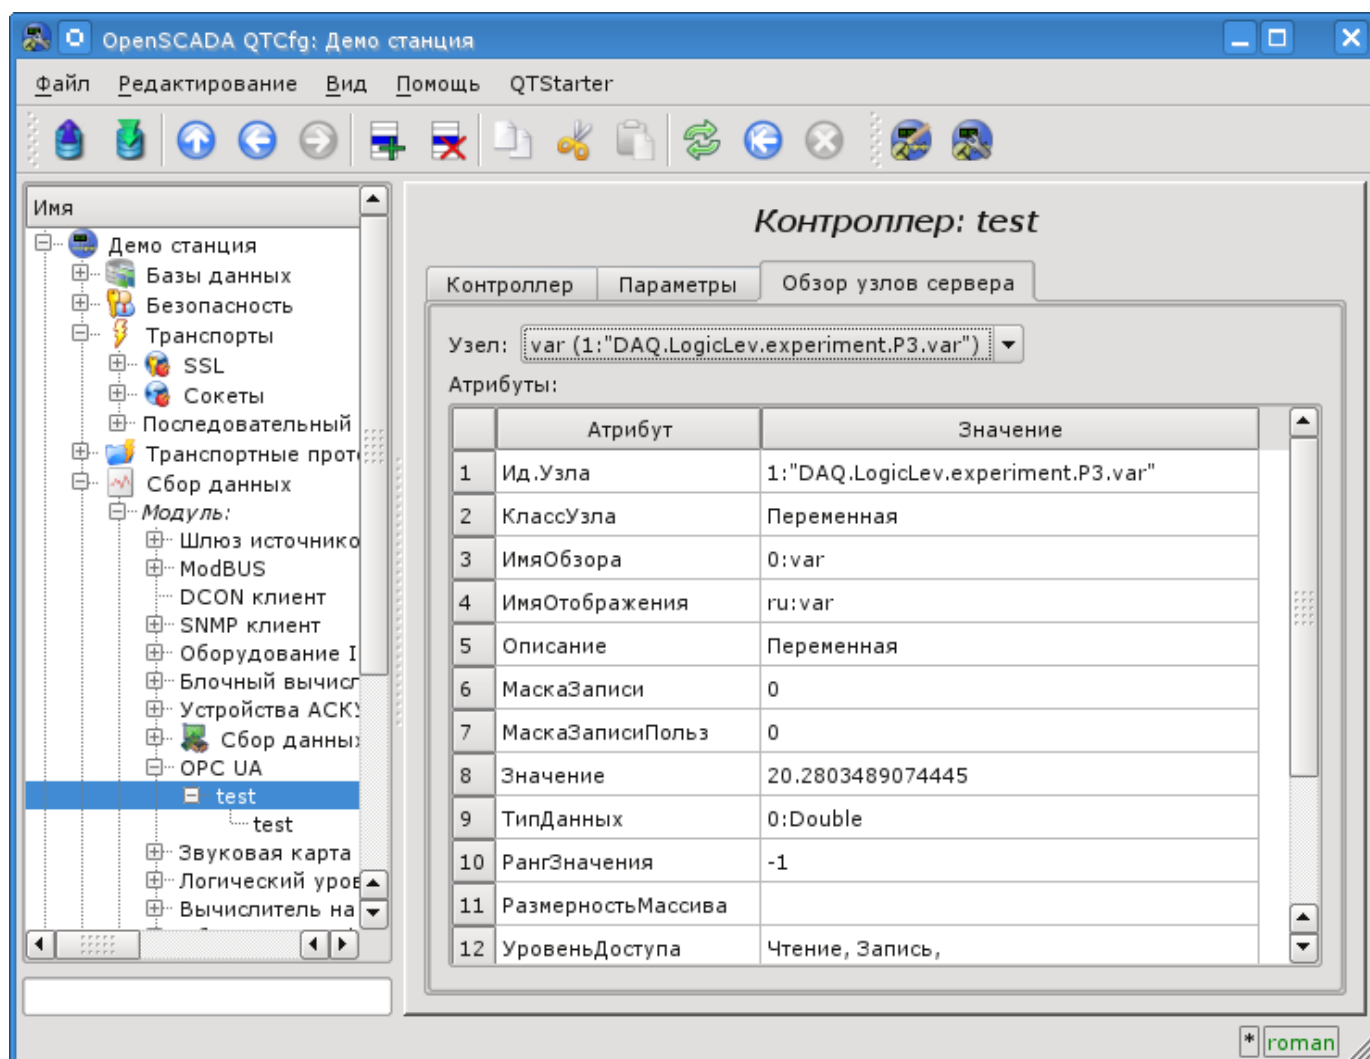 OpenSCADA QTCfg: Демо станция
Файл Редактирование Вид Помощь QTStarter
Имя
Демо станция
Базы данных
Безопасность
Транспорты
SSL
Сокеты
Последовательный
Транспортные прот
Сбор данных
Модуль:
Шлюз источнико
ModBUS
DCON клиент
SNMP клиент
Оборудование I
Блочный вычисл
Устройства АСКУ
Сбор данных
OPC UA
test
test
Звуковая карта
Логический уров
Вычислитель на
Контроллер: test
Контроллер Параметры Обзор узлов сервера
Узел: var (1:"DAQ.LogicLev.experiment.P3.var")
Атрибуты:
Атрибут Значение
1 Ид.Узла 1:"DAQ.LogicLev.experiment.P3.var"
2 КлассУзла Переменная
3 ИмяОбзора 0:var
4 ИмяОтображения ru:var
5 Описание Переменная
6 МаскаЗаписи 0
7 МаскаЗаписиПольз 0
8 Значение 20.2803489074445
9 ТипДанных 0:Double
10 РангЗначения -1
11 РазмерностьМассива
12 УровеньДоступа Чтение, Запись,
* roman